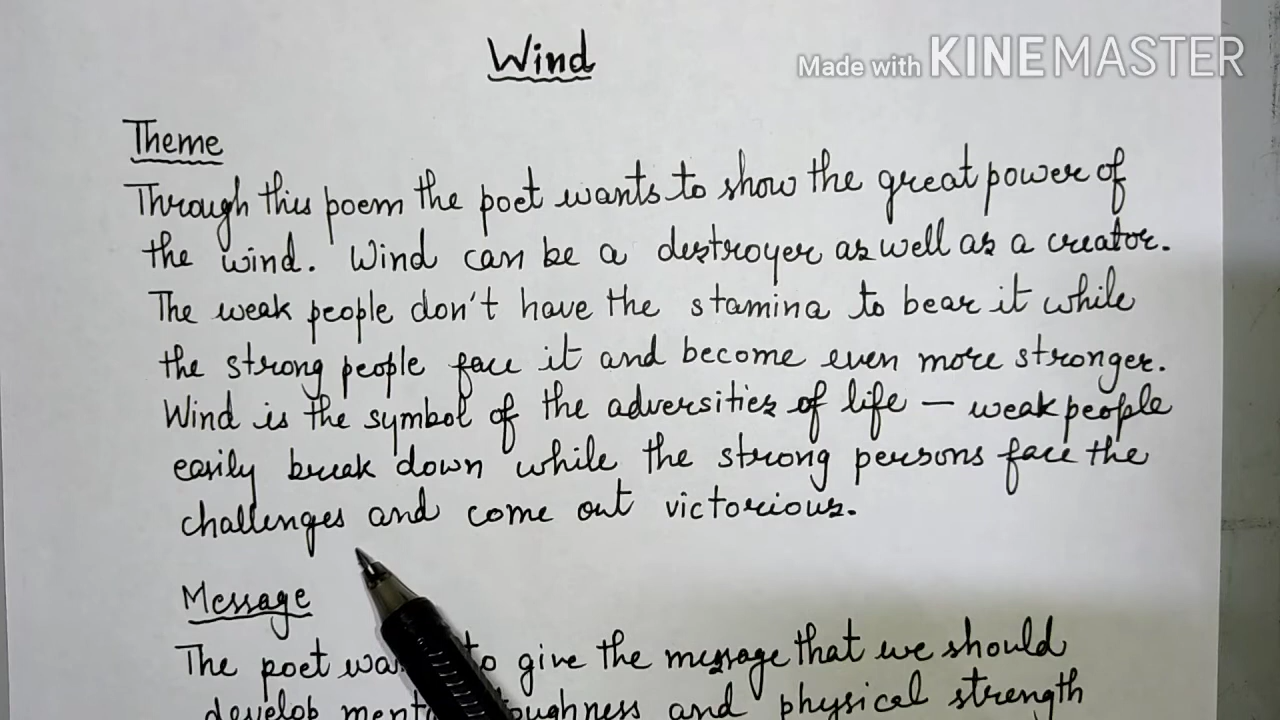 Wind
Made with KINEMASTER
Theme
Through this poem the poet wants to show the great power of
the wind. Wind can be a destroyer as well as a creator.
The weak people don't have the stamina to bear it while
the strong people face it and become even more stronger.
Wind is the symbol of the adversities of life – weak people
easily break down while the strong persons face the
challenges and come out victorious.
Message
The poet to give the message that we should
develop and physical strength